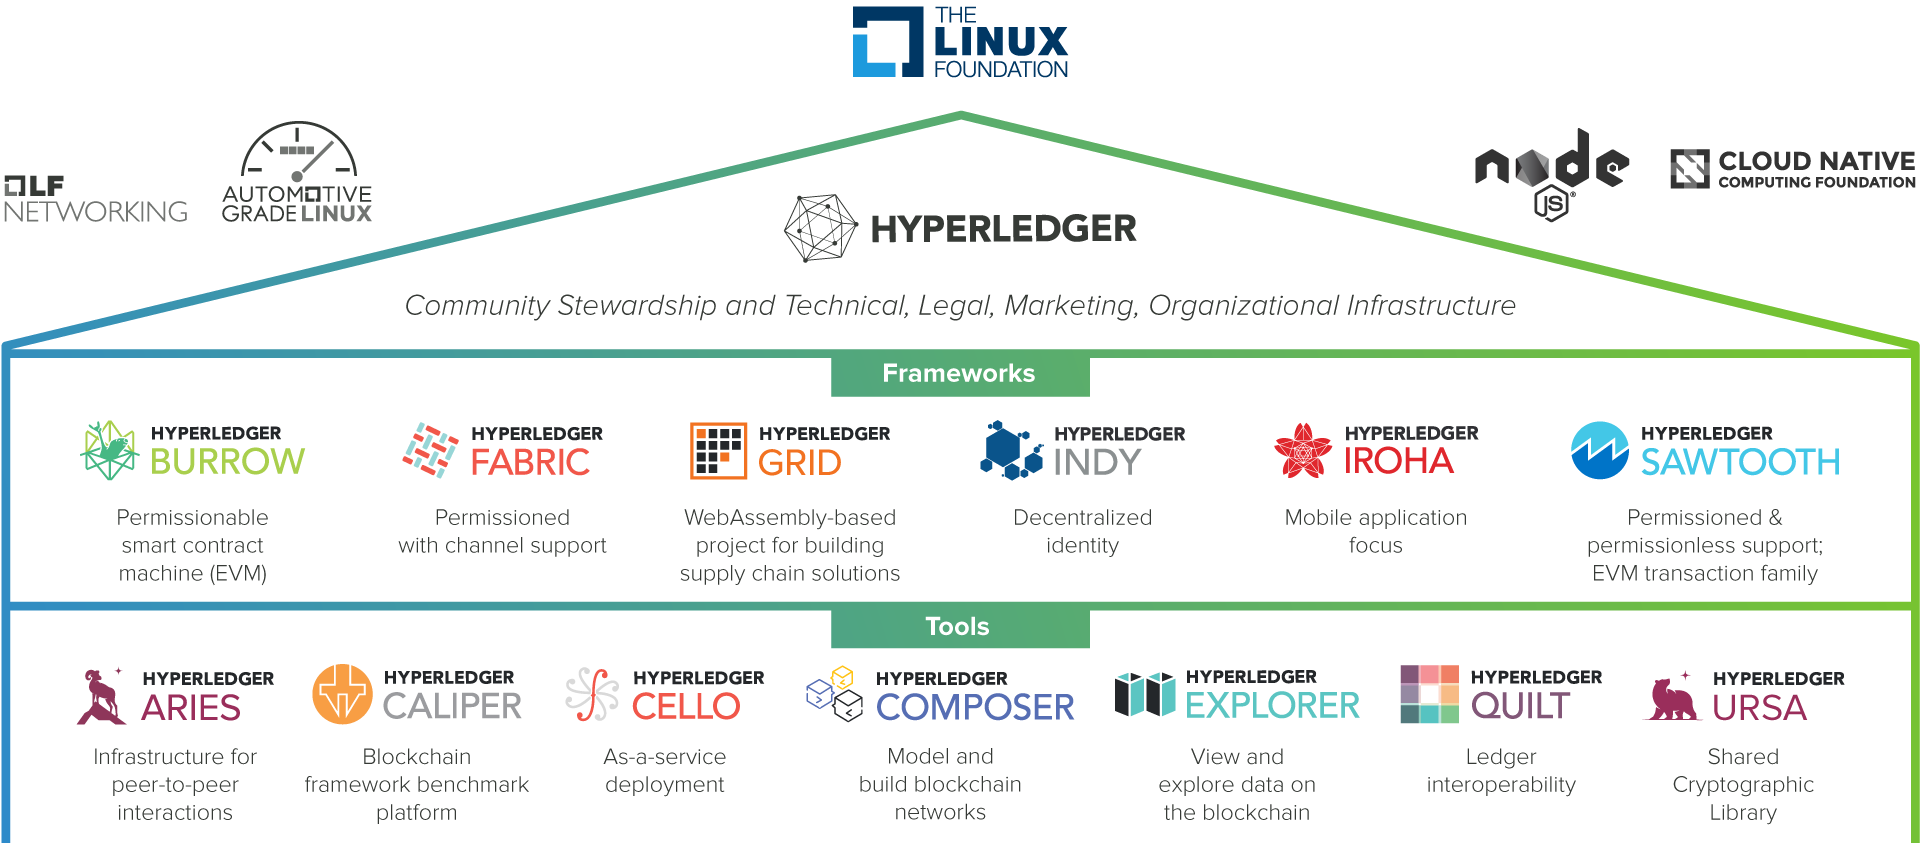 THE
LINUX
FOUNDATION
LF
NETWORKING
AUTOMOTIVE
GRADE LINUX
node
JS
CLOUD NATIVE
COMPUTING FOUNDATION
HYPERLEDGER
Community Stewardship and Technical, Legal, Marketing, Organizational Infrastructure
Frameworks
HYPERLEDGER
BURROW
Permissionable
smart contract
machine (EVM)
HYPERLEDGER
FABRIC
Permissioned
with channel support
HYPERLEDGER
GRID
WebAssembly-based
project for building
supply chain solutions
HYPERLEDGER
INDY
Decentralized
identity
HYPERLEDGER
IROHA
Mobile application
focus
HYPERLEDGER
SAWTOOTH
Permissioned &
permissionless support;
EVM transaction family
Tools
HYPERLEDGER
ARIES
Infrastructure for
peer-to-peer
interactions
HYPERLEDGER
CALIPER
Blockchain
framework benchmark
platform
HYPERLEDGER
CELLO
As-a-service
deployment
HYPERLEDGER
COMPOSER
Model and
build blockchain
networks
HYPERLEDGER
EXPLORER
View and
explore data on
the blockchain
HYPERLEDGER
QUILT
Ledger
interoperability
HYPERLEDGER
URSA
Shared
Cryptographic
Library